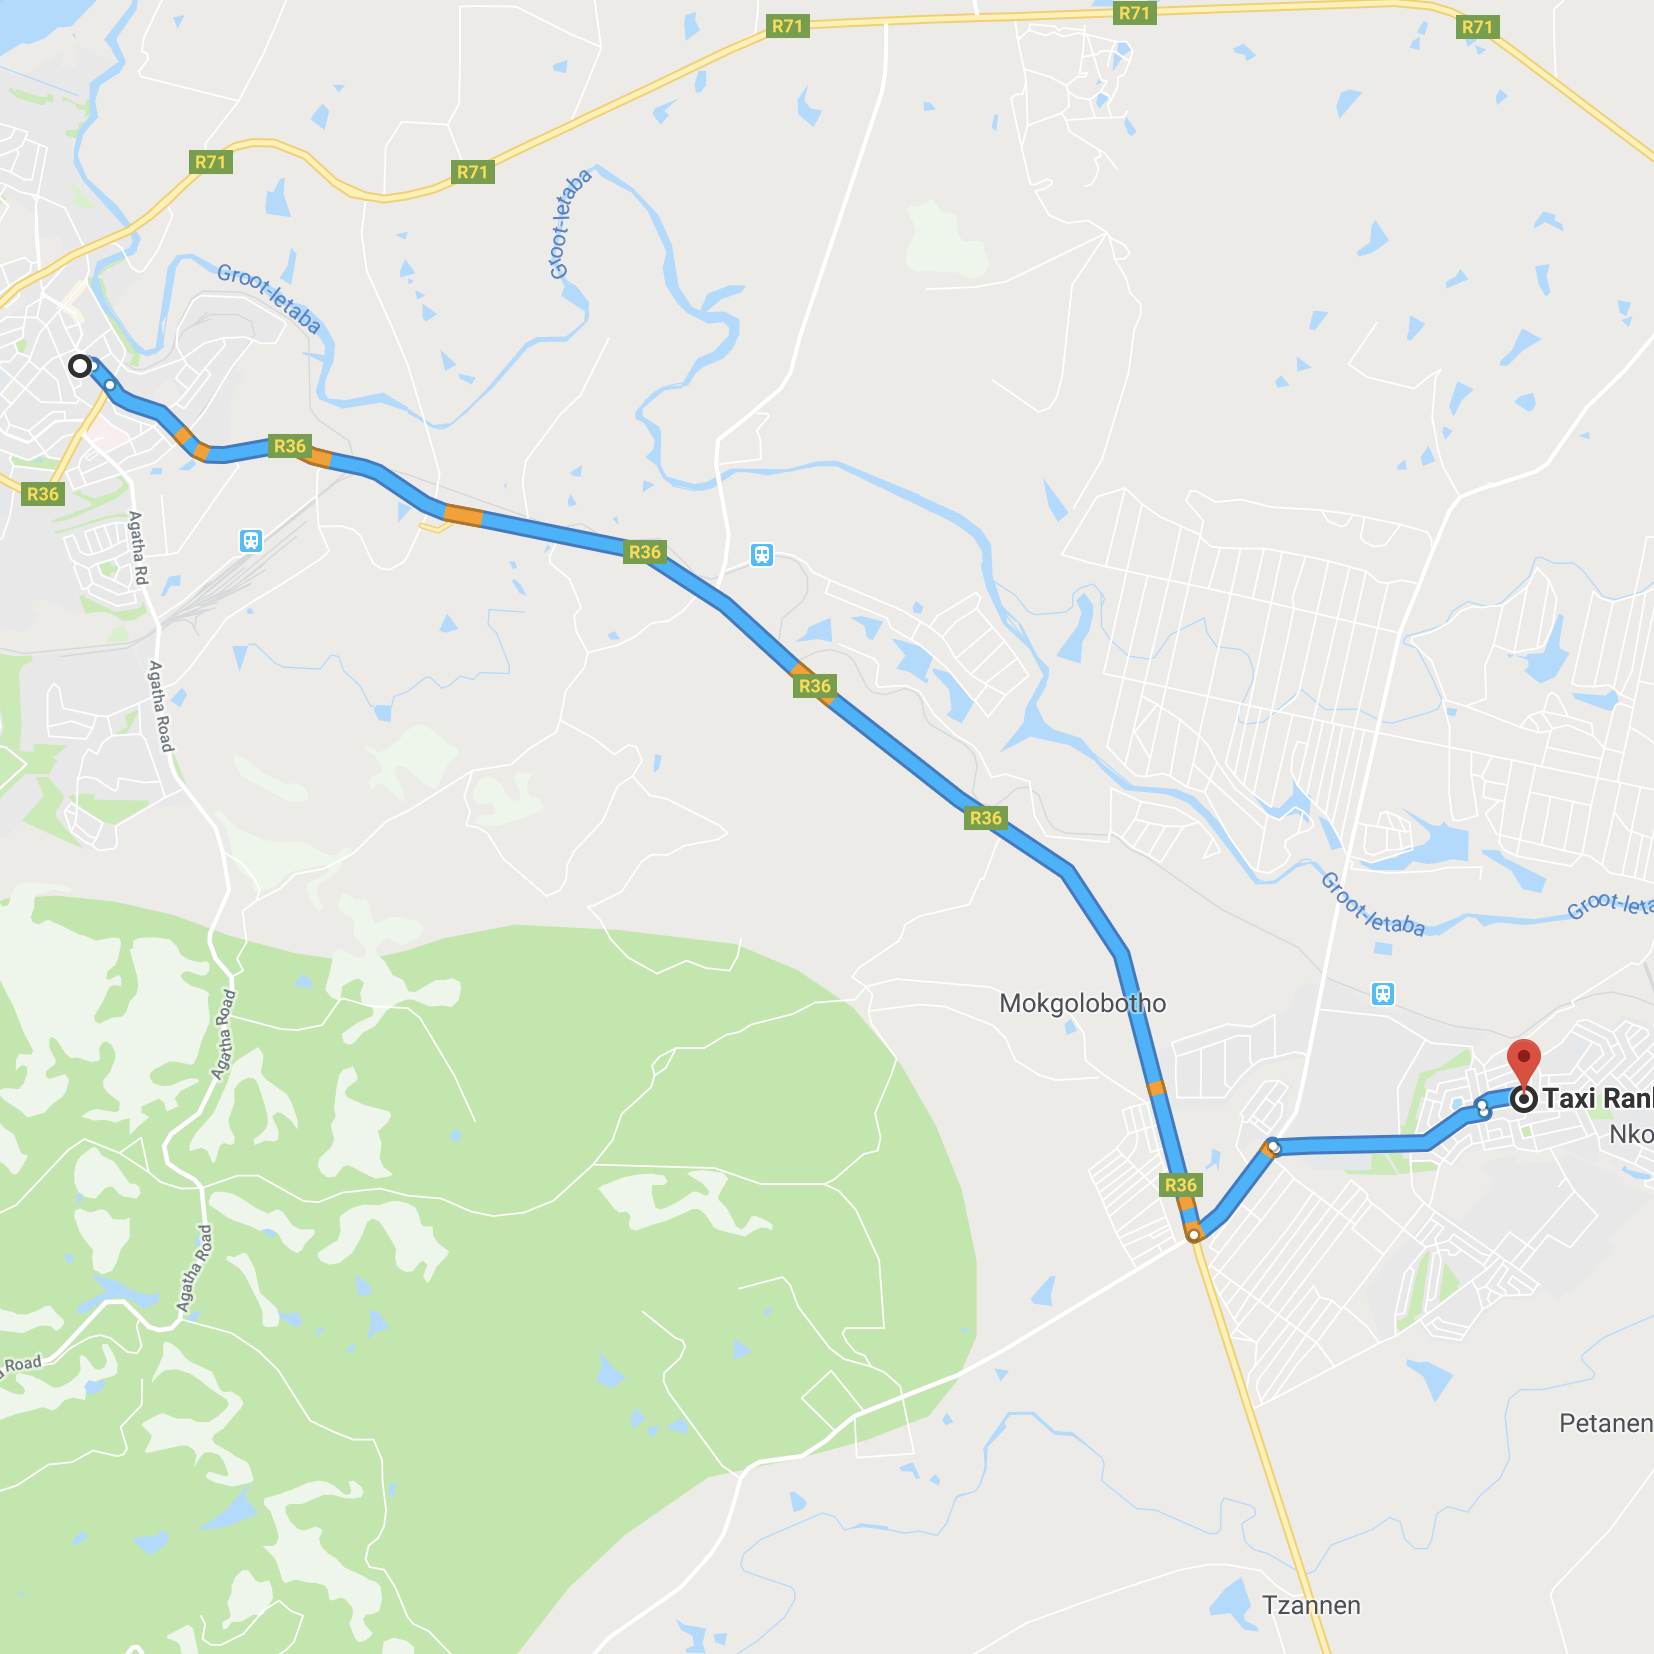 R71
R71
R71
R71
R71
Groot-letaba
Groot-letaba
R36
R36
Agatha Rd
R36
Agatha Road
R36
R36
Groot-letaba
Groot-leta
Mokgolobotho
Agatha Road
Taxi Ran
Nko
R36
Agatha Road
Road
Petanen
Tzannen